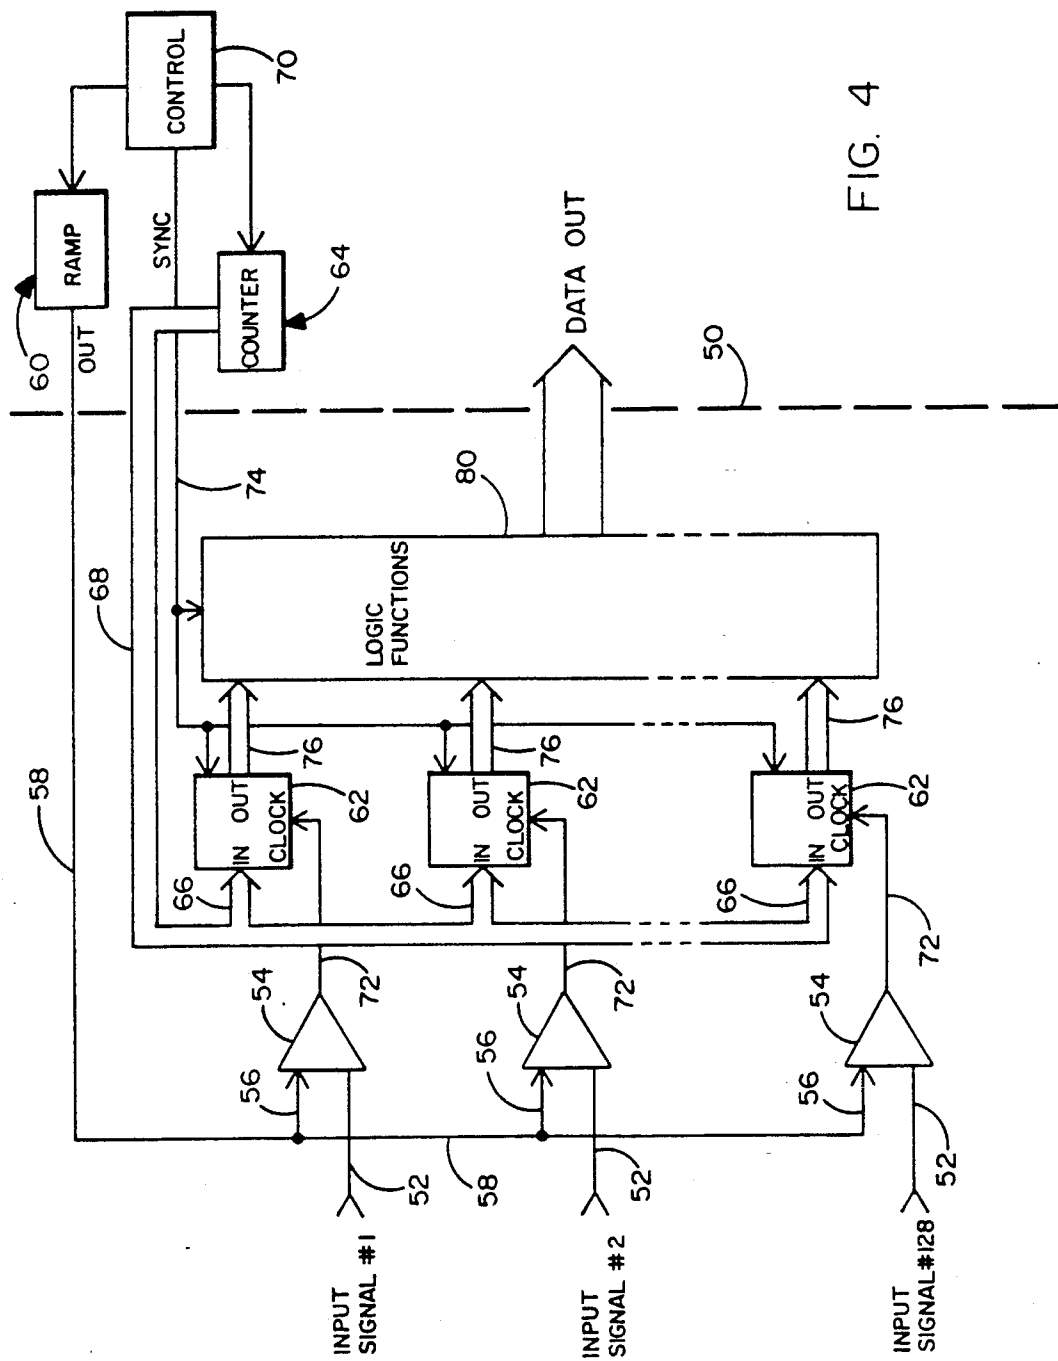 60
RAMP
OUT
58
68
74
SYNC
CONTROL
70
COUNTER
64
50
DATA OUT
80
LOGIC
FUNCTIONS
76
76
76
IN OUT
CLOCK
62
IN OUT
CLOCK
62
IN OUT
CLOCK
62
66
66
66
72
72
72
54
54
54
56
56
56
58
52
52
52
INPUT
SIGNAL #1
INPUT
SIGNAL #2
INPUT
SIGNAL#128
FIG. 4